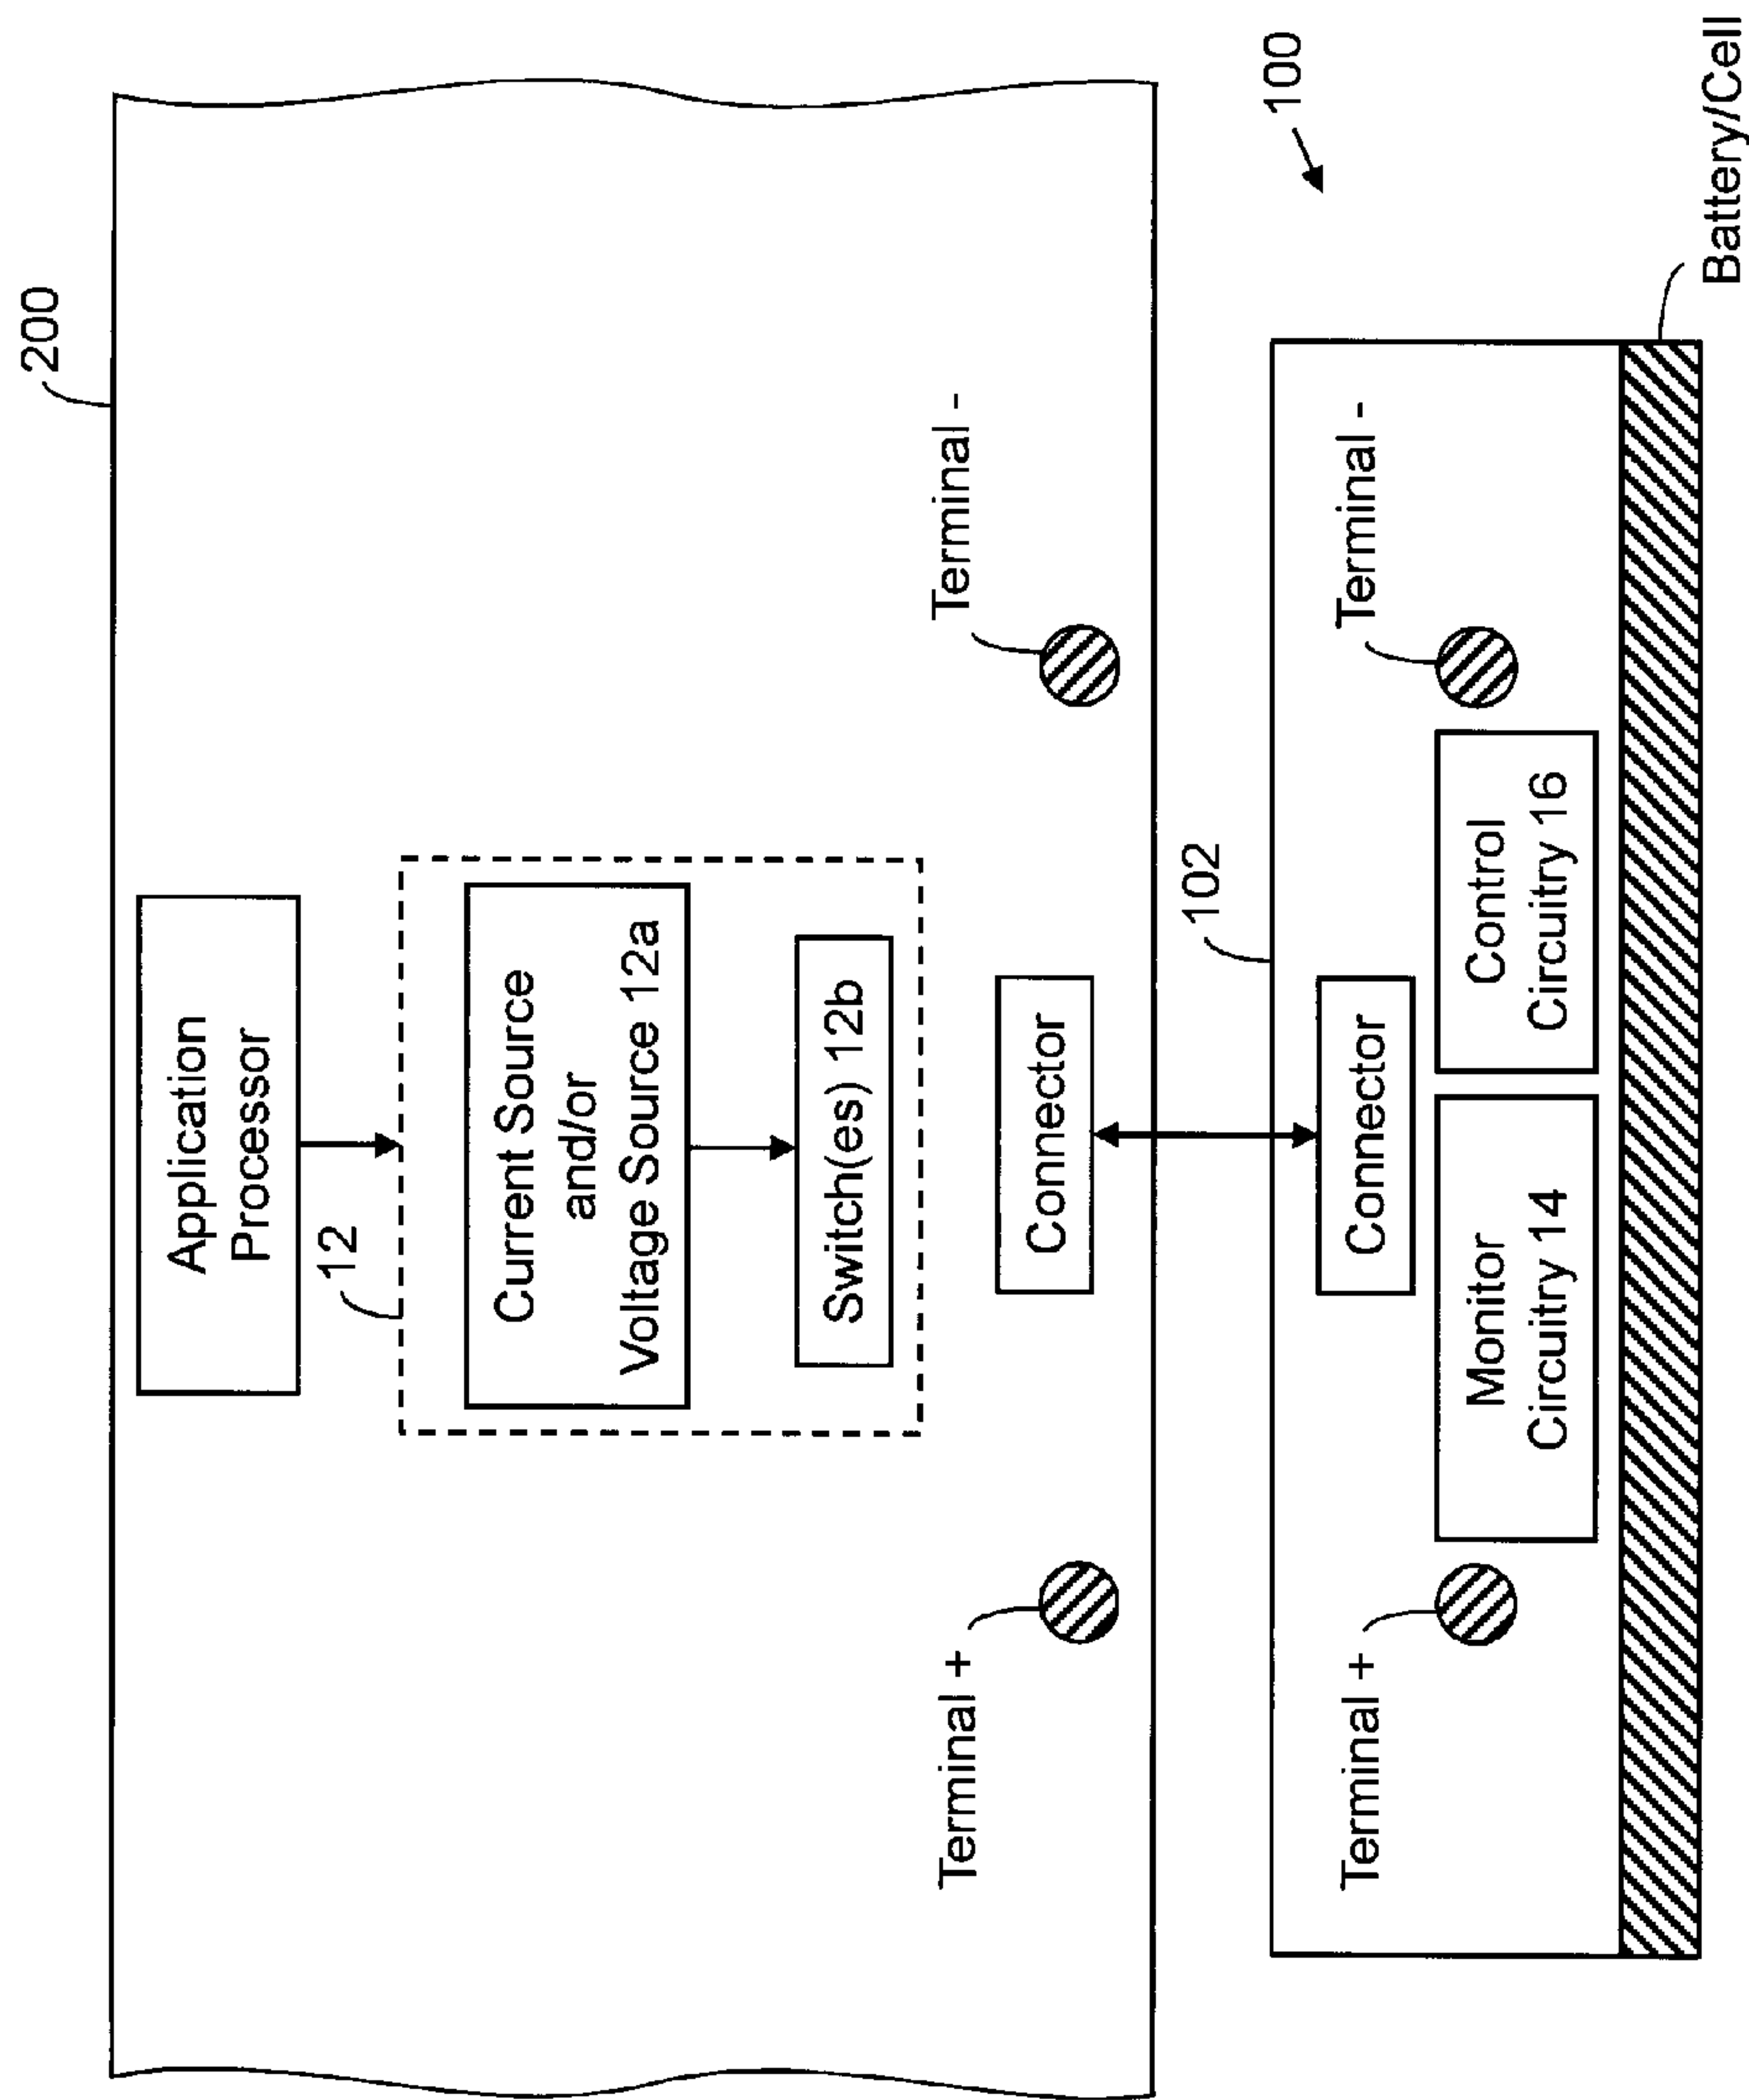 200
Application
Processor
12
Current Source
and/or
Voltage Source 12a
Switch(es) 12b
Terminal +
Connector
Terminal -
102
100
Connector
Terminal +
Monitor
Circuitry 14
Control
Circuitry 16
Terminal -
Battery/Cell